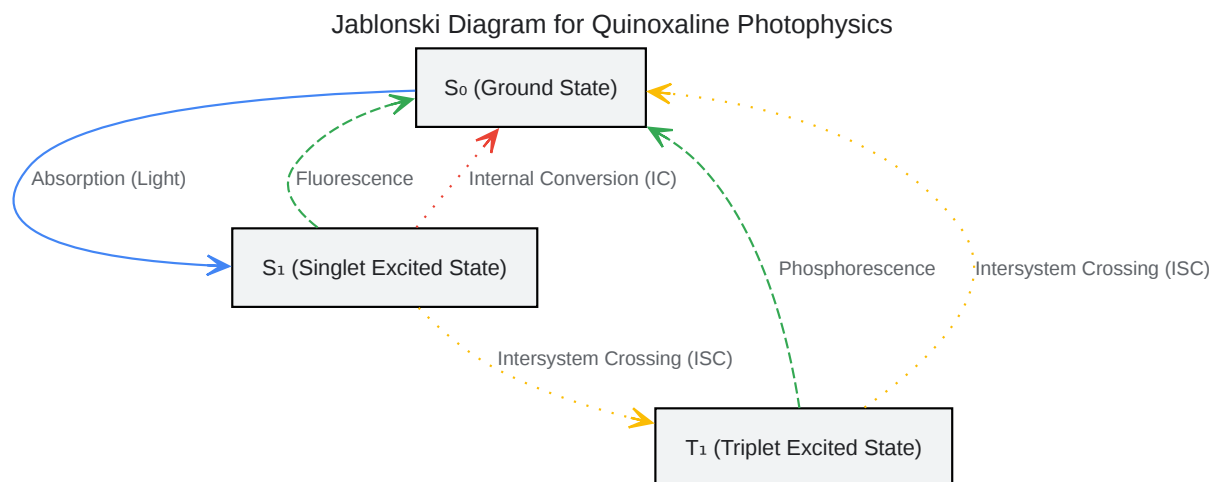 Jablonski Diagram for Quinoxaline Photophysics
S₀ (Ground State)
Absorption (Light)
Fluorescence
Internal Conversion (IC)
S₁ (Singlet Excited State)
Phosphorescence
Intersystem Crossing (ISC)
Intersystem Crossing (ISC)
T₁ (Triplet Excited State)